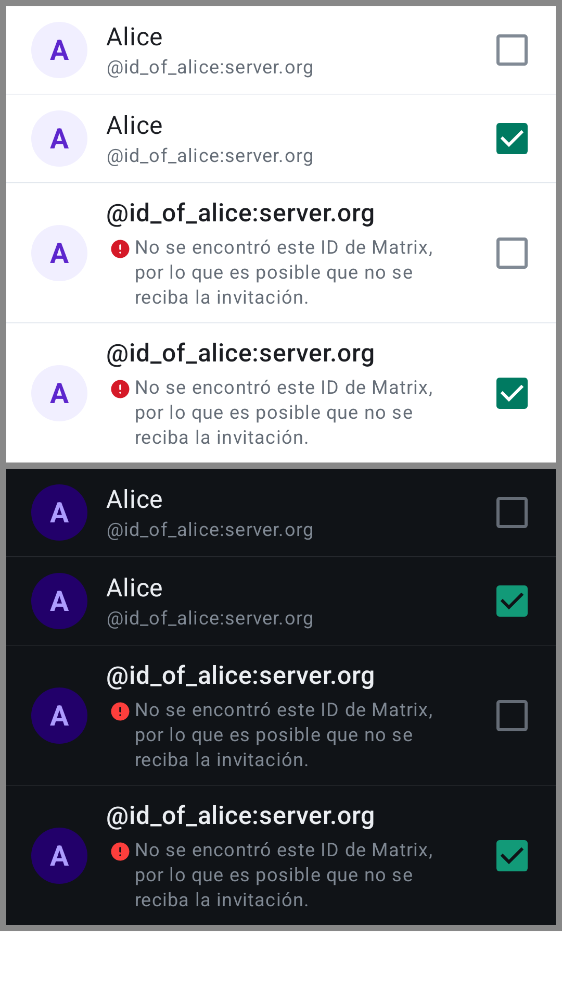 A
Alice
@id_of_alice:server.org
A
Alice
@id_of_alice:server.org
A
@id_of_alice:server.org
No se encontró este ID de Matrix,
por lo que es posible que no se
reciba la invitación.
A
@id_of_alice:server.org
No se encontró este ID de Matrix,
por lo que es posible que no se
reciba la invitación.
A
Alice
@id_of_alice:server.org
A
Alice
@id_of_alice:server.org
A
@id_of_alice:server.org
No se encontró este ID de Matrix,
por lo que es posible que no se
reciba la invitación.
A
@id_of_alice:server.org
No se encontró este ID de Matrix,
por lo que es posible que no se
reciba la invitación.